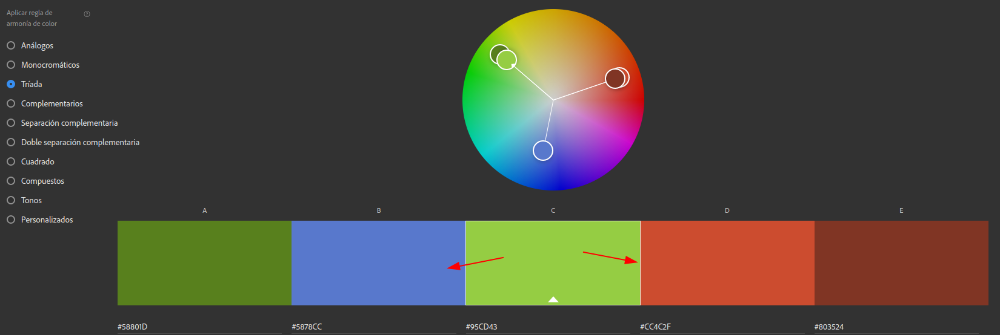 Aplicar regla de
armonía de color
Análogos
Monocromáticos
Tríada
Complementarios
Separación complementaria
Doble separación complementaria
Cuadrado
Compuestos
Tonos
Personalizados
A B C D E
#58801D #5878CC #95CD43 #CC4C2F #803524